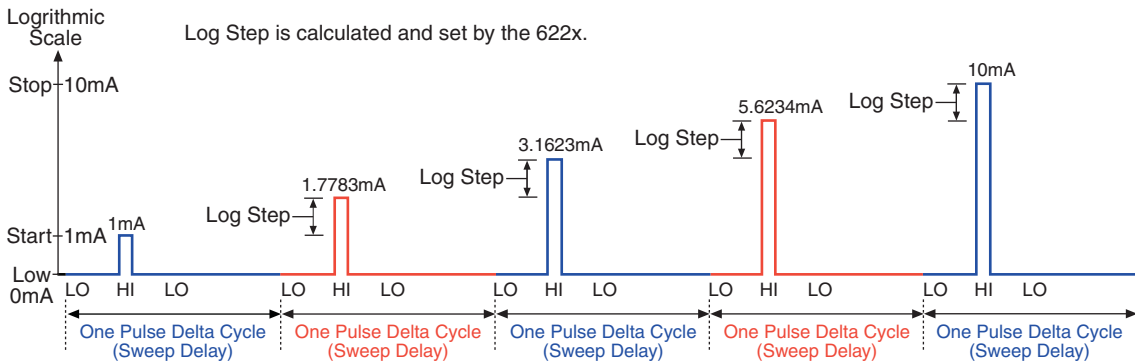 Logrithmic
Scale
Log Step is calculated and set by the 622x.
Stop 10mA
10mA
Log Step
5.6234mA
Log Step
3.1623mA
Log Step
1.7783mA
Log Step
Start 1mA
1mA
Low
0mA
LO HI LO LO HI LO LO HI LO LO HI LO LO HI LO
One Pulse Delta Cycle
(Sweep Delay)
One Pulse Delta Cycle
(Sweep Delay)
One Pulse Delta Cycle
(Sweep Delay)
One Pulse Delta Cycle
(Sweep Delay)
One Pulse Delta Cycle
(Sweep Delay)